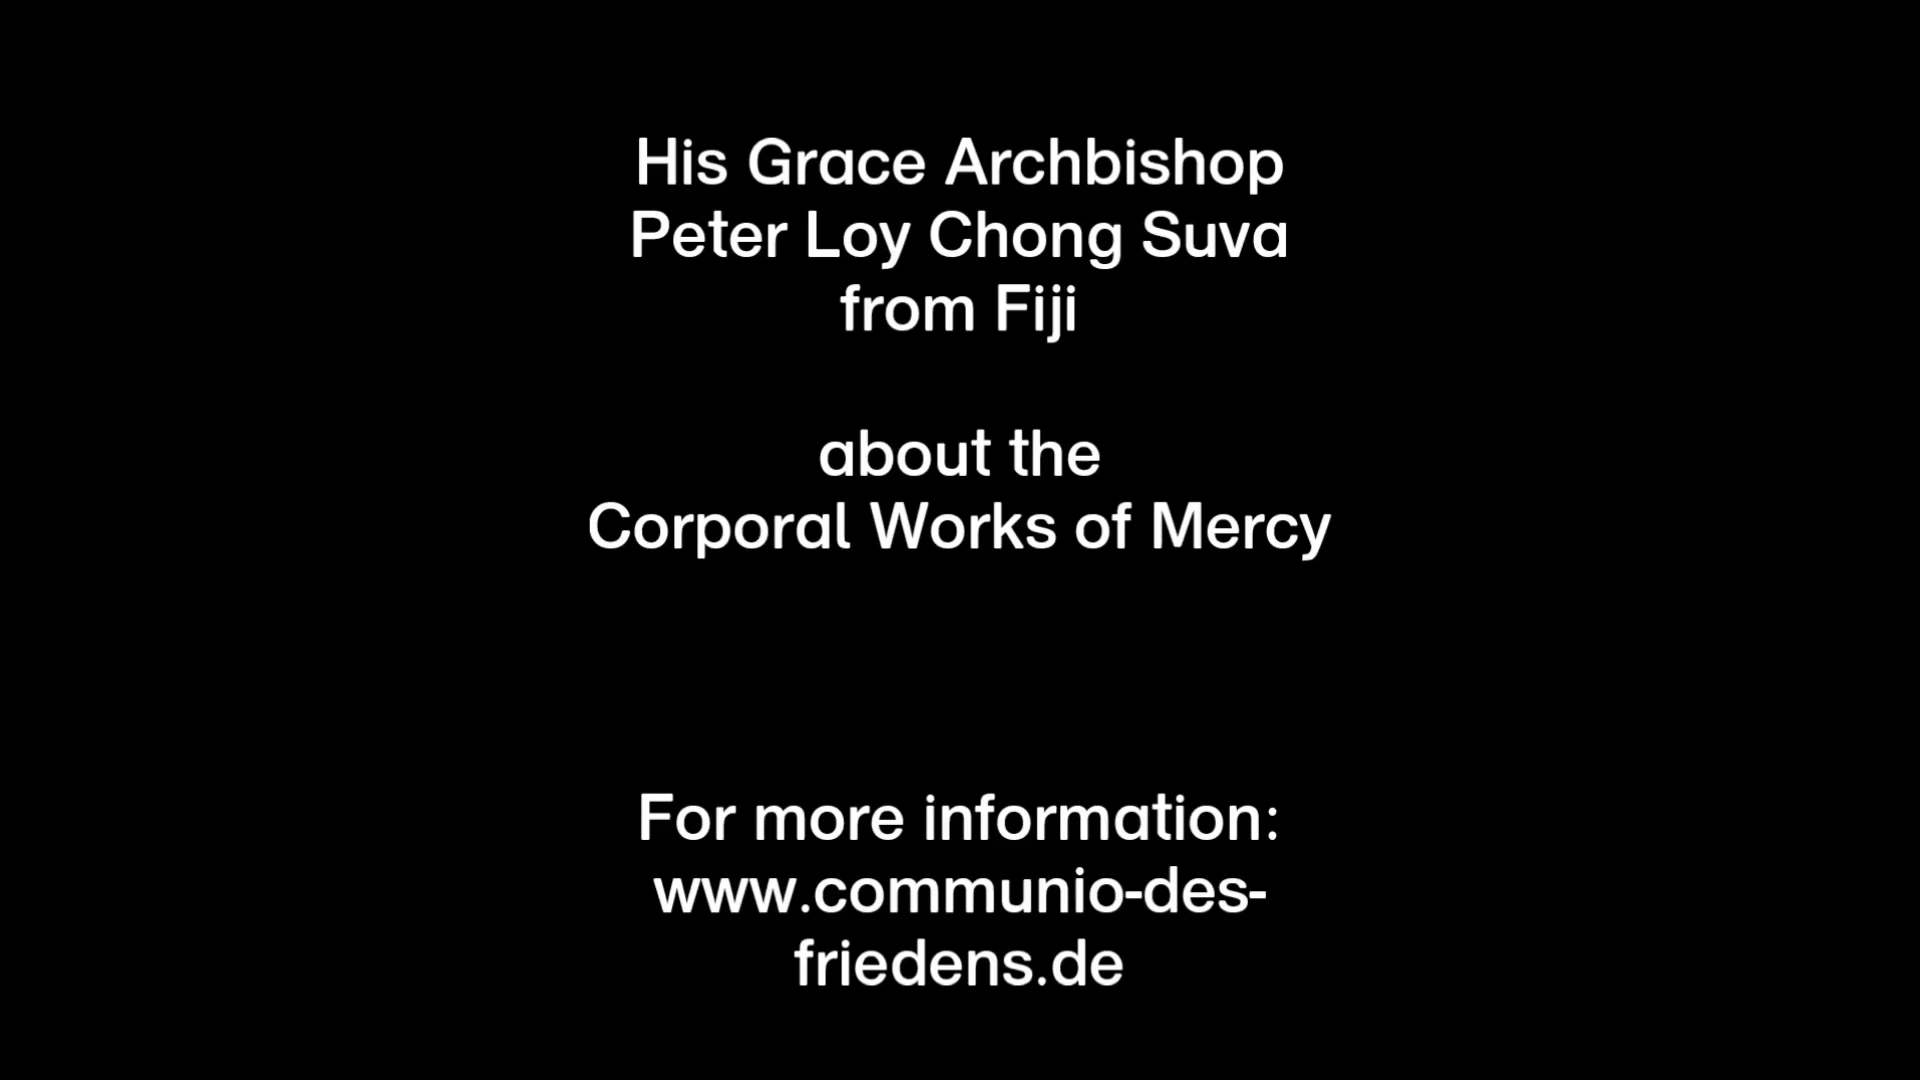 His Grace Archbishop
Peter Loy Chong Suva
from Fiji
about the
Corporal Works of Mercy
For more information:
www.communio-des-
friedens.de